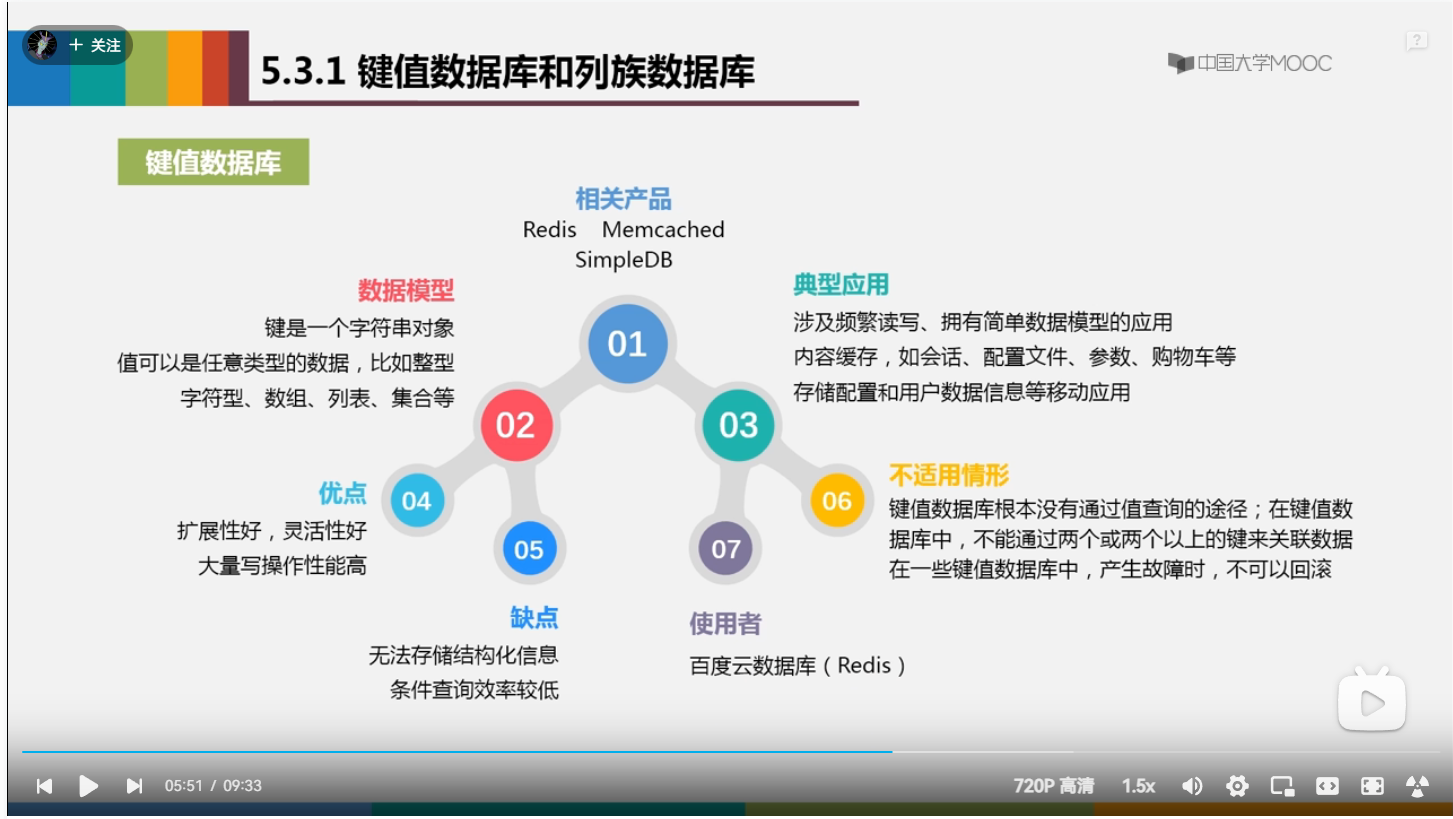 + 关注
5.3.1 键值数据库和列族数据库
中国大学MOOC
?
键值数据库
相关产品
Redis Memcached
SimpleDB
数据模型
键是一个字符串对象
值可以是任意类型的数据，比如整型
字符型、数组、列表、集合等
典型应用
涉及频繁读写、拥有简单数据模型的应用
内容缓存，如会话、配置文件、参数、购物车等
存储配置和用户数据信息等移动应用
01
02
03
优点
扩展性好，灵活性好
大量写操作性能高
04
05
07
06
不适用情形
键值数据库根本没有通过值查询的途径；在键值数
据库中，不能通过两个或两个以上的键来关联数据
在一些键值数据库中，产生故障时，不可以回滚
缺点
无法存储结构化信息
条件查询效率较低
使用者
百度云数据库（Redis）
05:51 / 09:33
720P 高清
1.5x